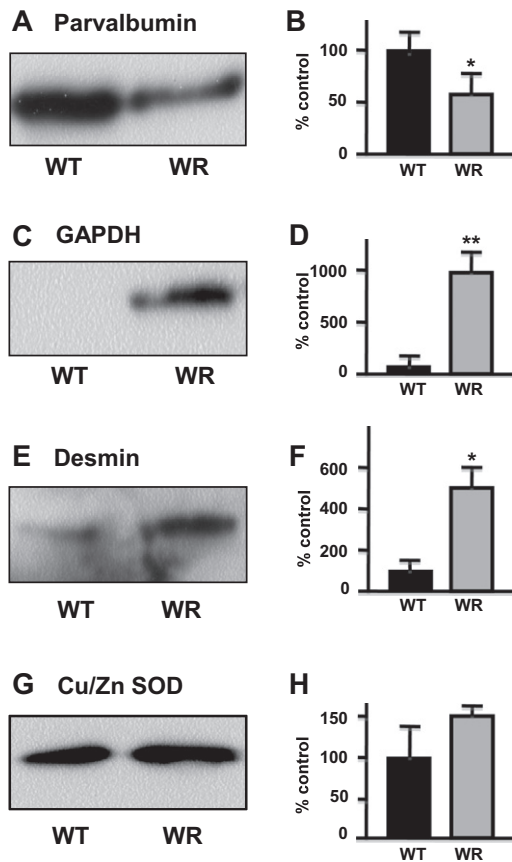 A Parvalbumin
WT WR
B
% control
100
50
0
*
WT WR
C GAPDH
WT WR
D
% control
1000
500
0
**
WT WR
E Desmin
WT WR
F
% control
600
400
200
0
*
WT WR
G Cu/Zn SOD
WT WR
H
% control
150
100
50
0
WT WR